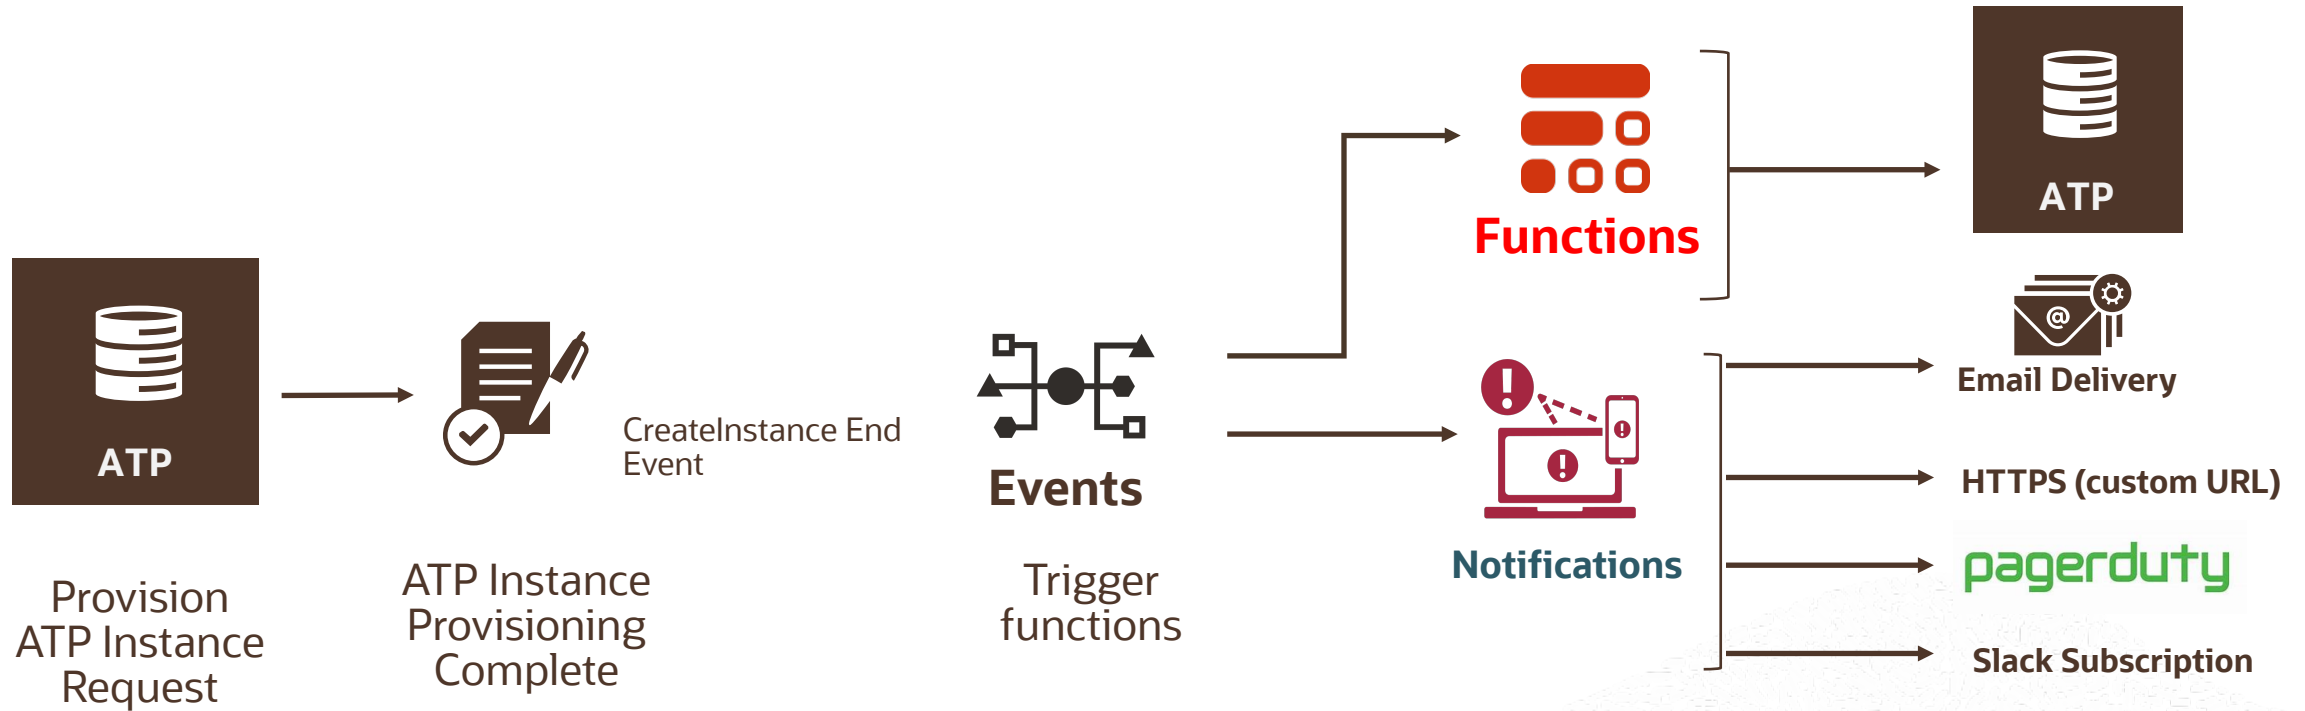 ATP
Provision
ATP Instance
Request
ATP Instance
Provisioning
Complete
CreateInstance End
Event
Events
Trigger
functions
Functions
Notifications
ATP
@
Email Delivery
HTTPS (custom URL)
pagerduty
Slack Subscription